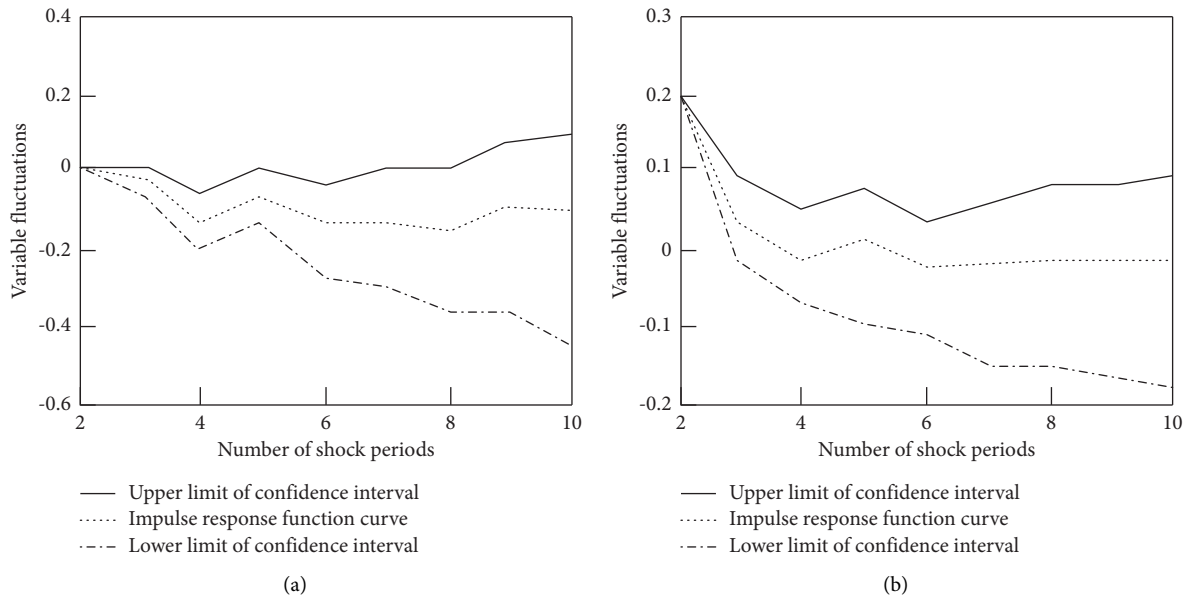 0.4
0.2
0
-0.2
-0.4
-0.6
2
4
6
8
10
Variable fluctuations
Number of shock periods
Upper limit of confidence interval
Impulse response function curve
Lower limit of confidence interval
(a)
0.3
0.2
0.1
0
-0.1
-0.2
2
4
6
8
10
Variable fluctuations
Number of shock periods
Upper limit of confidence interval
Impulse response function curve
Lower limit of confidence interval
(b)